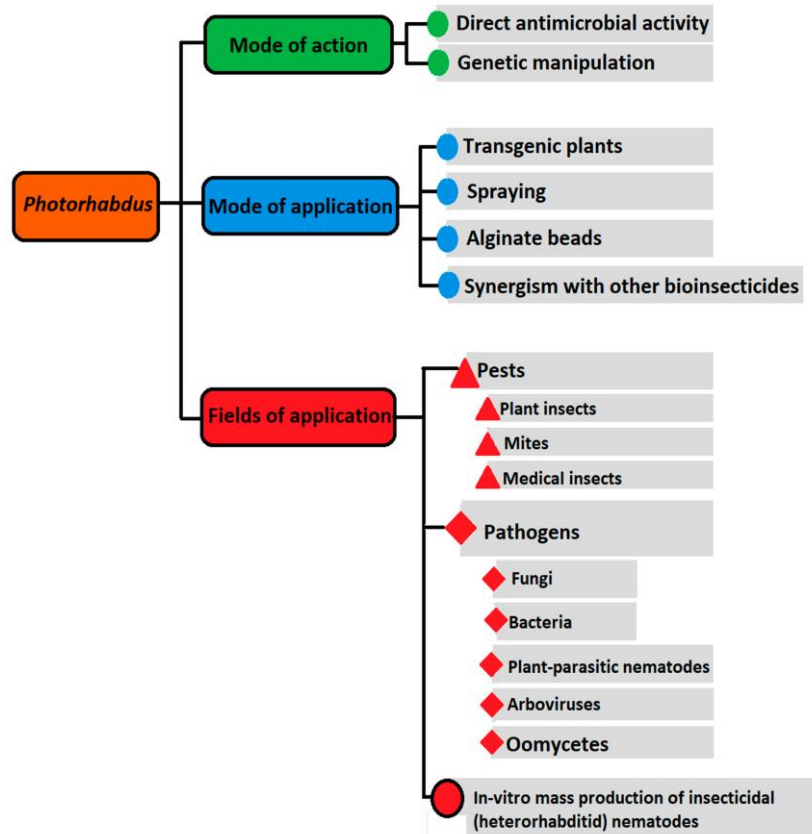 Direct antimicrobial activity
Mode of action
Genetic manipulation
Transgenic plants
Photorhabdus
Mode of application
Spraying
Alginate beads
Synergism with other bioinsecticides
Pests
Fields of application
Plant insects
Mites
Medical insects
Pathogens
Fungi
Bacteria
Plant-parasitic nematodes
Arboviruses
Oomycetes
In-vitro mass production of insecticidal
(heterorhabditid) nematodes